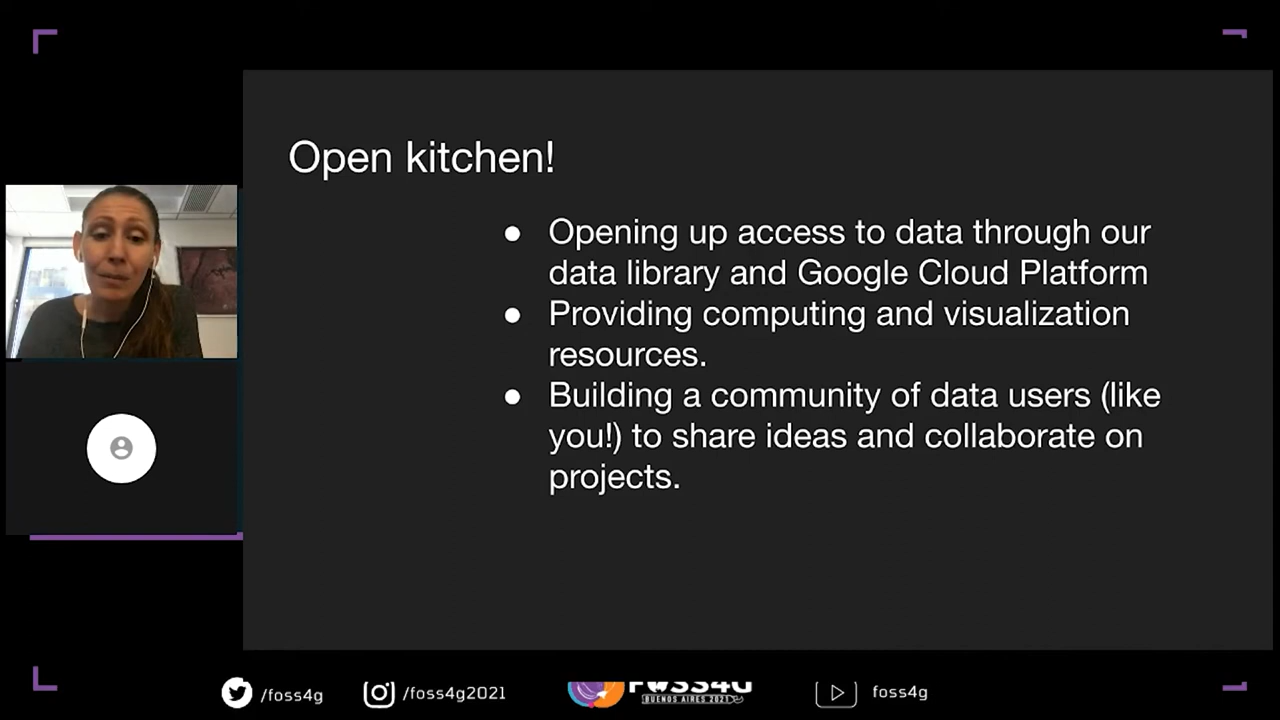 Open kitchen!
● Opening up access to data through our
data library and Google Cloud Platform
● Providing computing and visualization
resources.
● Building a community of data users (like
you!) to share ideas and collaborate on
projects.
/foss4g
/foss4g2021
FOSS4G
BUENOS AIRES 2021
foss4g